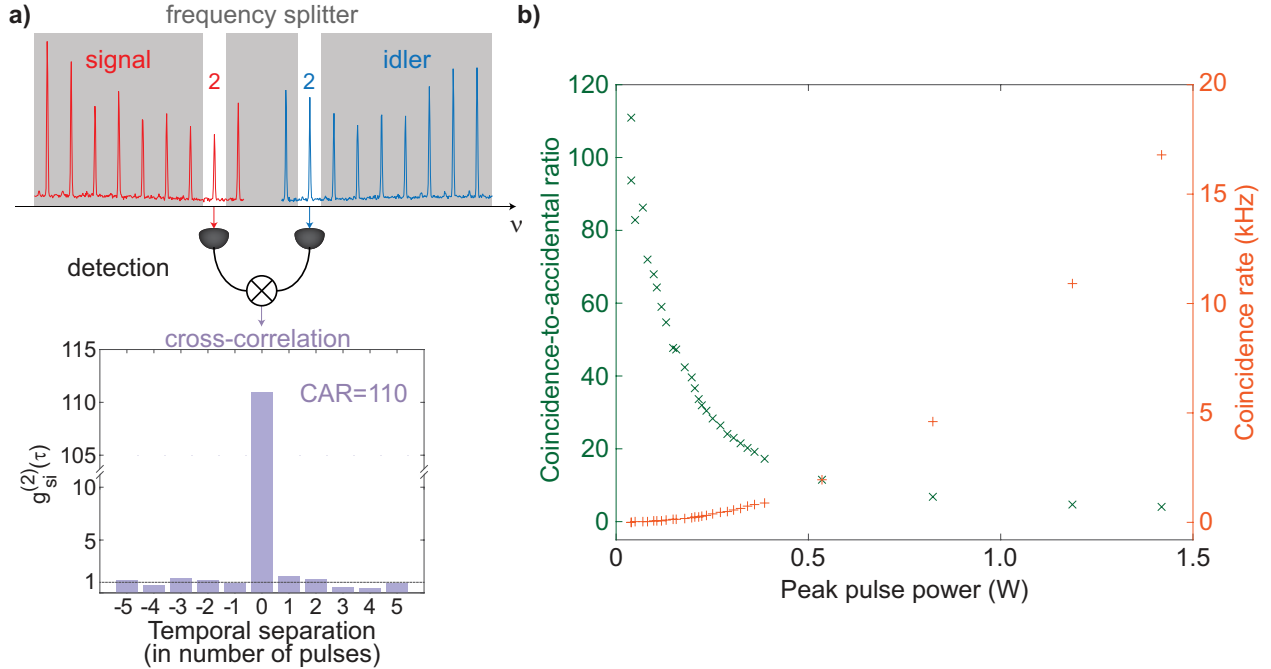 a)
frequency splitter
signal
2
2
idler
ν
detection
cross-correlation
115
110
105
10
5
1
CAR=110
g_si^(2)(τ)
-5 -4 -3 -2 -1 0 1 2 3 4 5
Temporal separation
(in number of pulses)
b)
120
100
80
60
40
20
0
Coincidence-to-accidental ratio
20
15
10
5
0
Coincidence rate (kHz)
0 0.5 1.0 1.5
Peak pulse power (W)